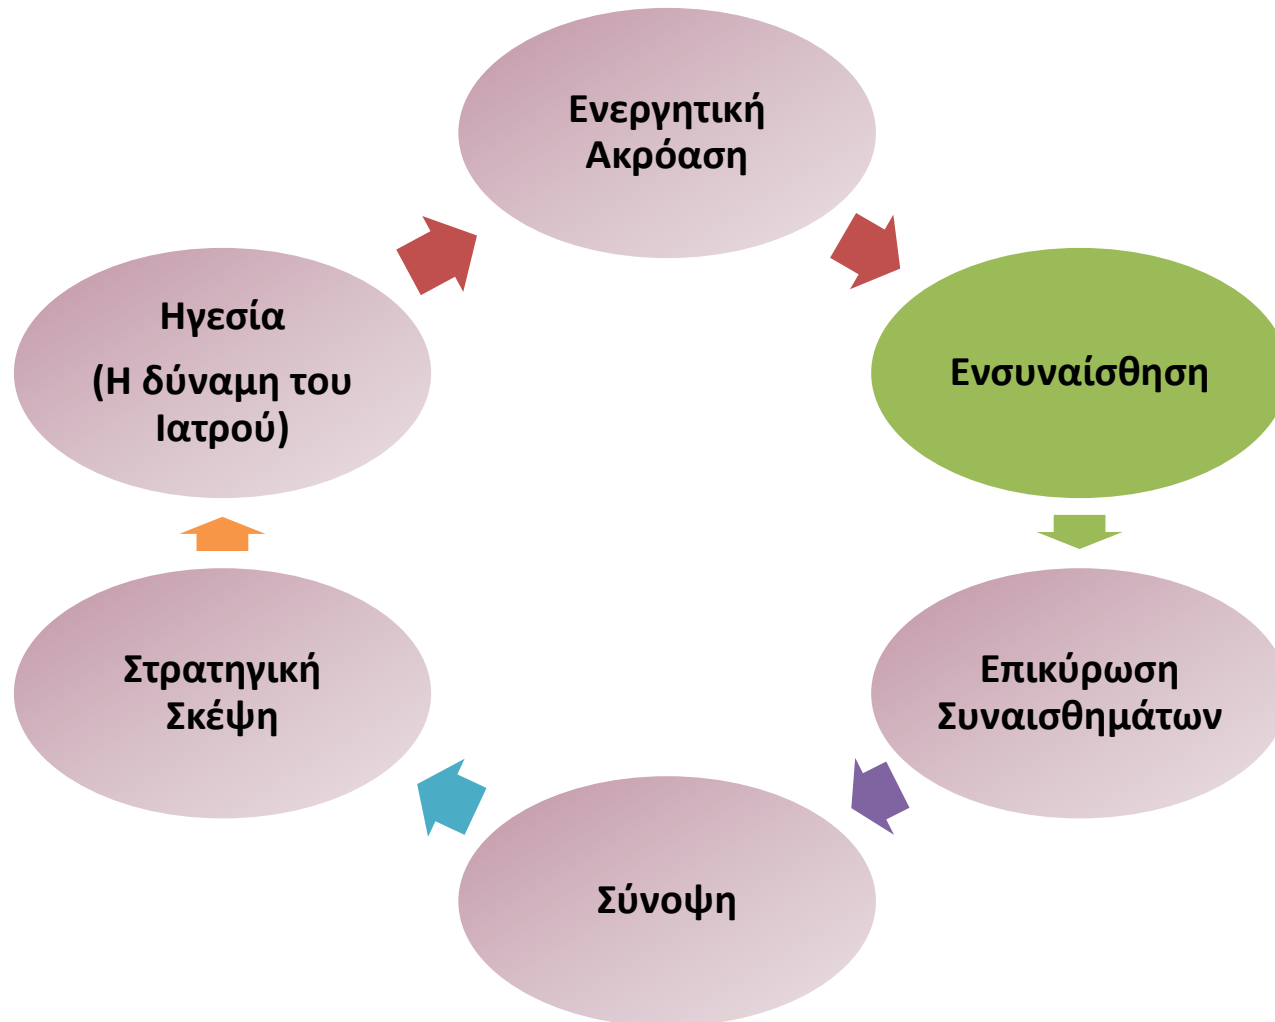 Ενεργητική
Ακρόαση
Ενσυναίσθηση
Επικύρωση
Συναισθημάτων
Σύνοψη
Στρατηγική
Σκέψη
Ηγεσία
(Η δύναμη του
Ιατρού)